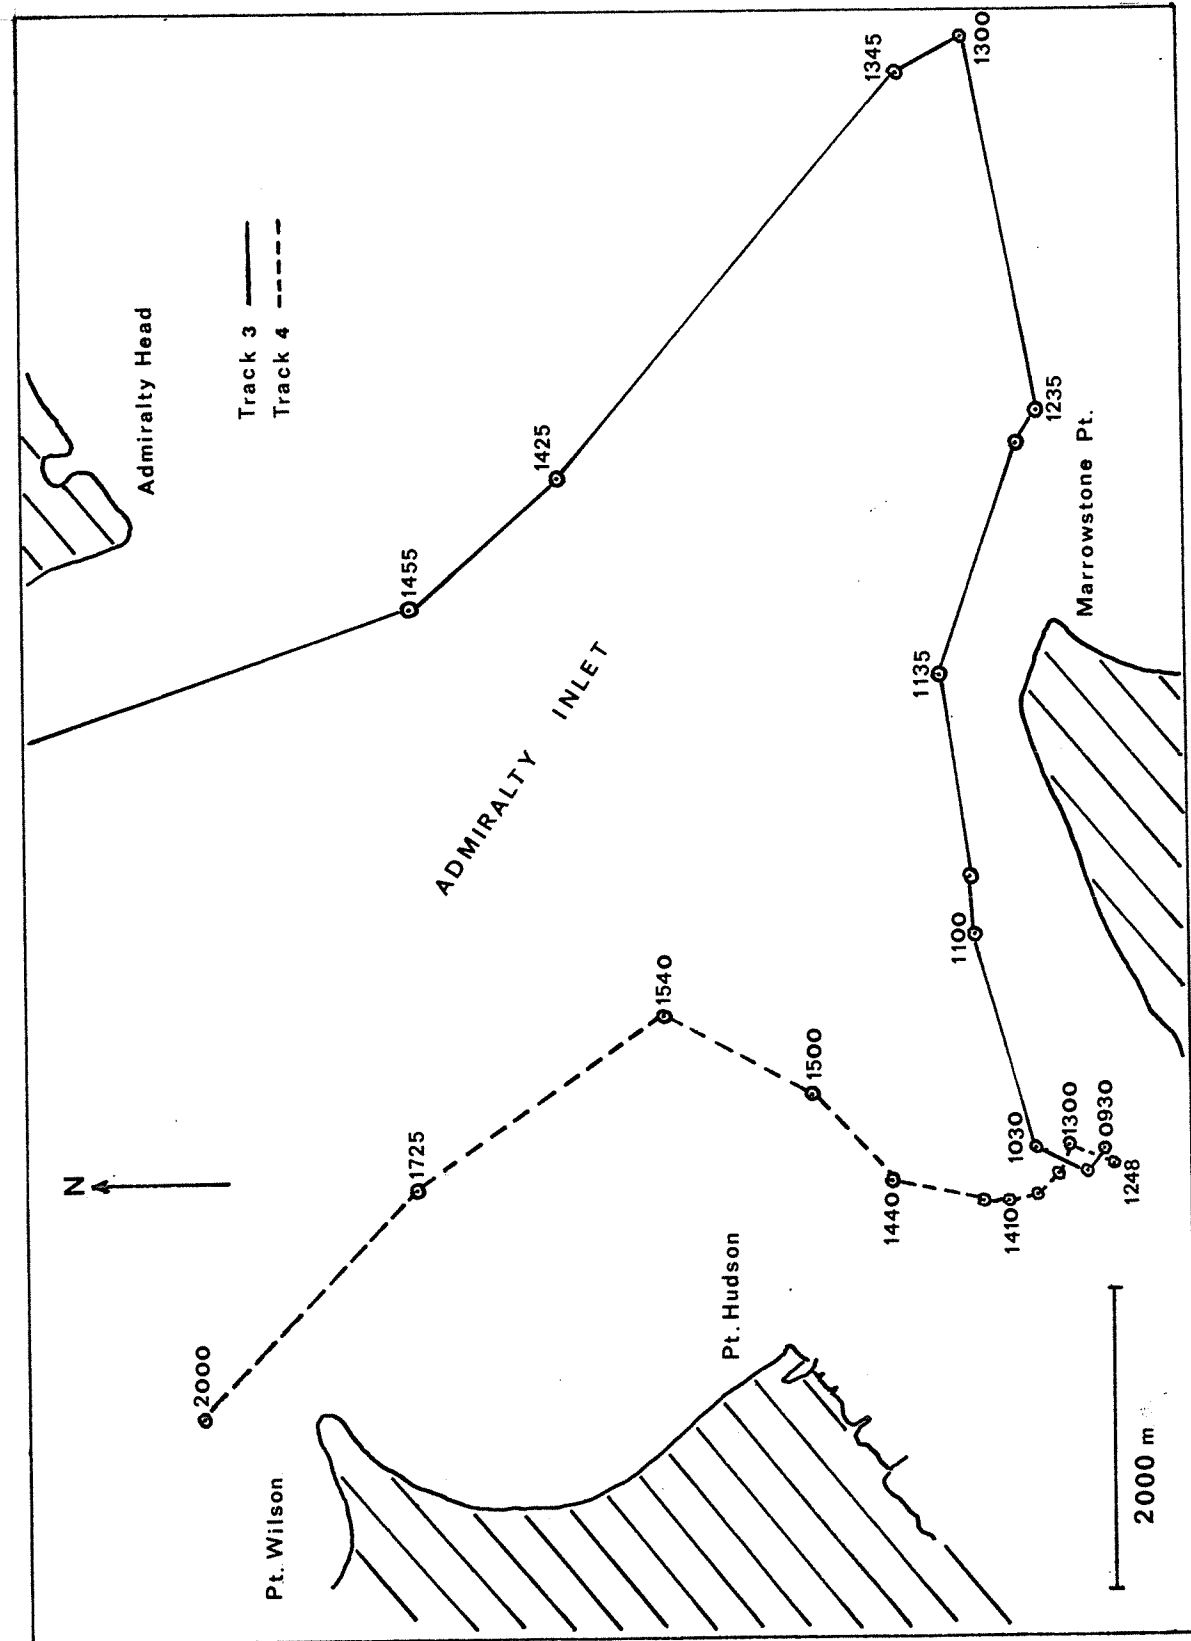 N
Admiralty Head
2000
Track 3
Track 4
Pt. Wilson
1455
1725
ADMIRALTY INLET
1425
1540
Pt. Hudson
1500
1345
1440
1135
1100
1300
1410
1030
1235
1300
Marrowstone Pt.
0930
1248
2000 m